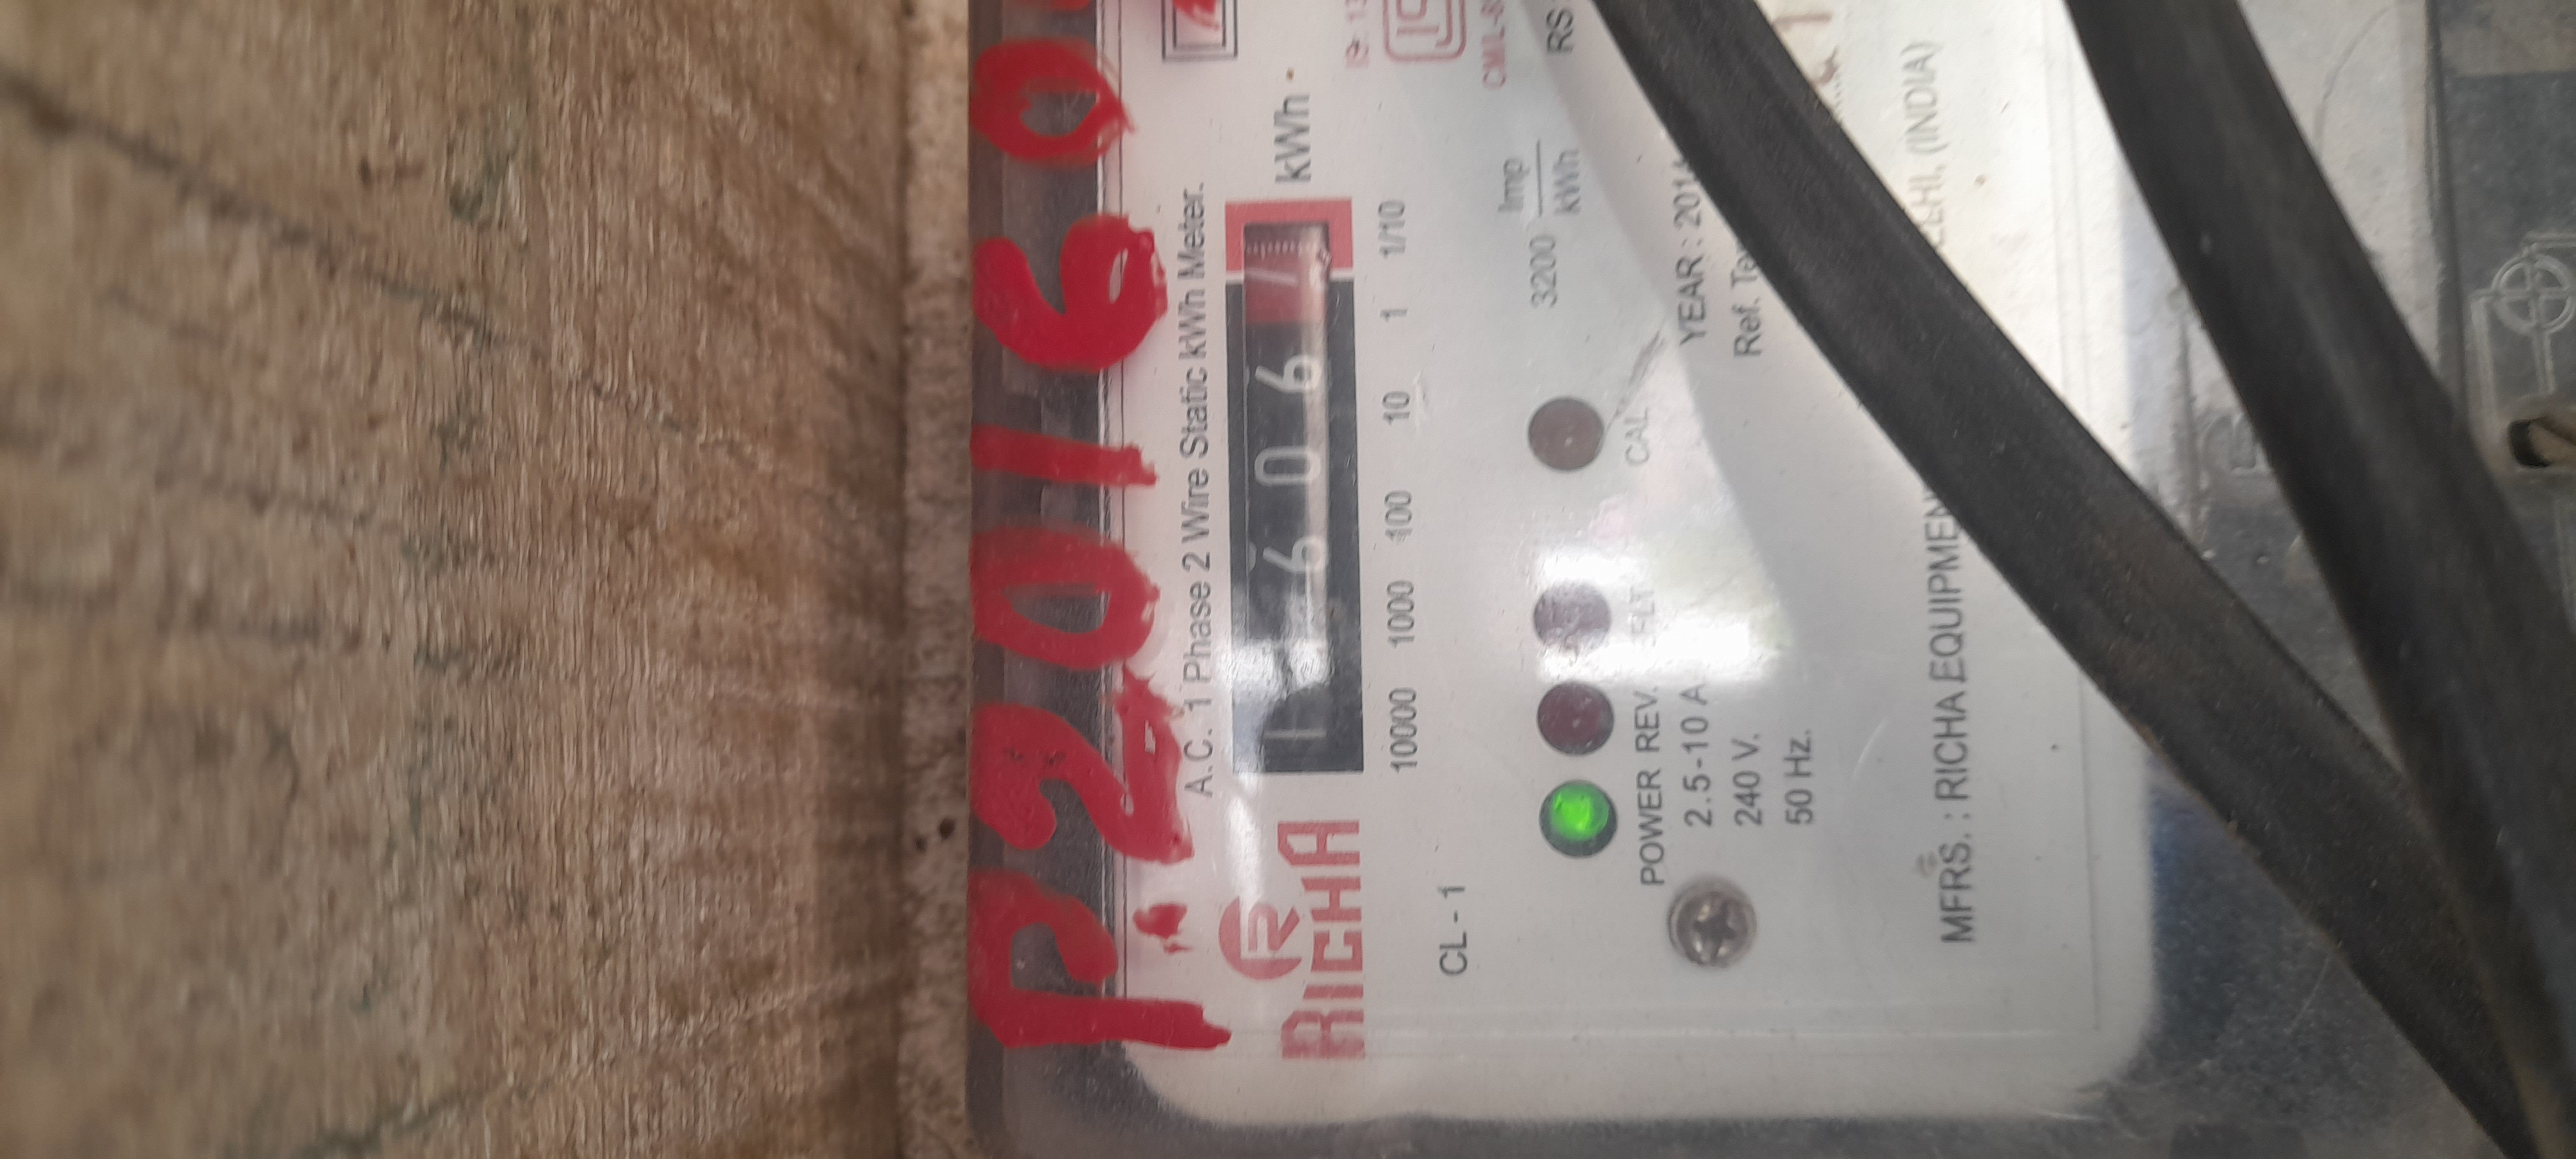 P201600
A.C. 1 Phase 2 Wire Static kWh Meter.
RICHA
606
kWh
10000 1000 100 10 1 1/10
CL-1
3200 Imp
kWh
RS
POWER REV. CAL
2.5-10 A
240 V.
50 Hz.
YEAR : 201
Ref.
MFRS. : RICHA EQUIPMEN
(INDIA)